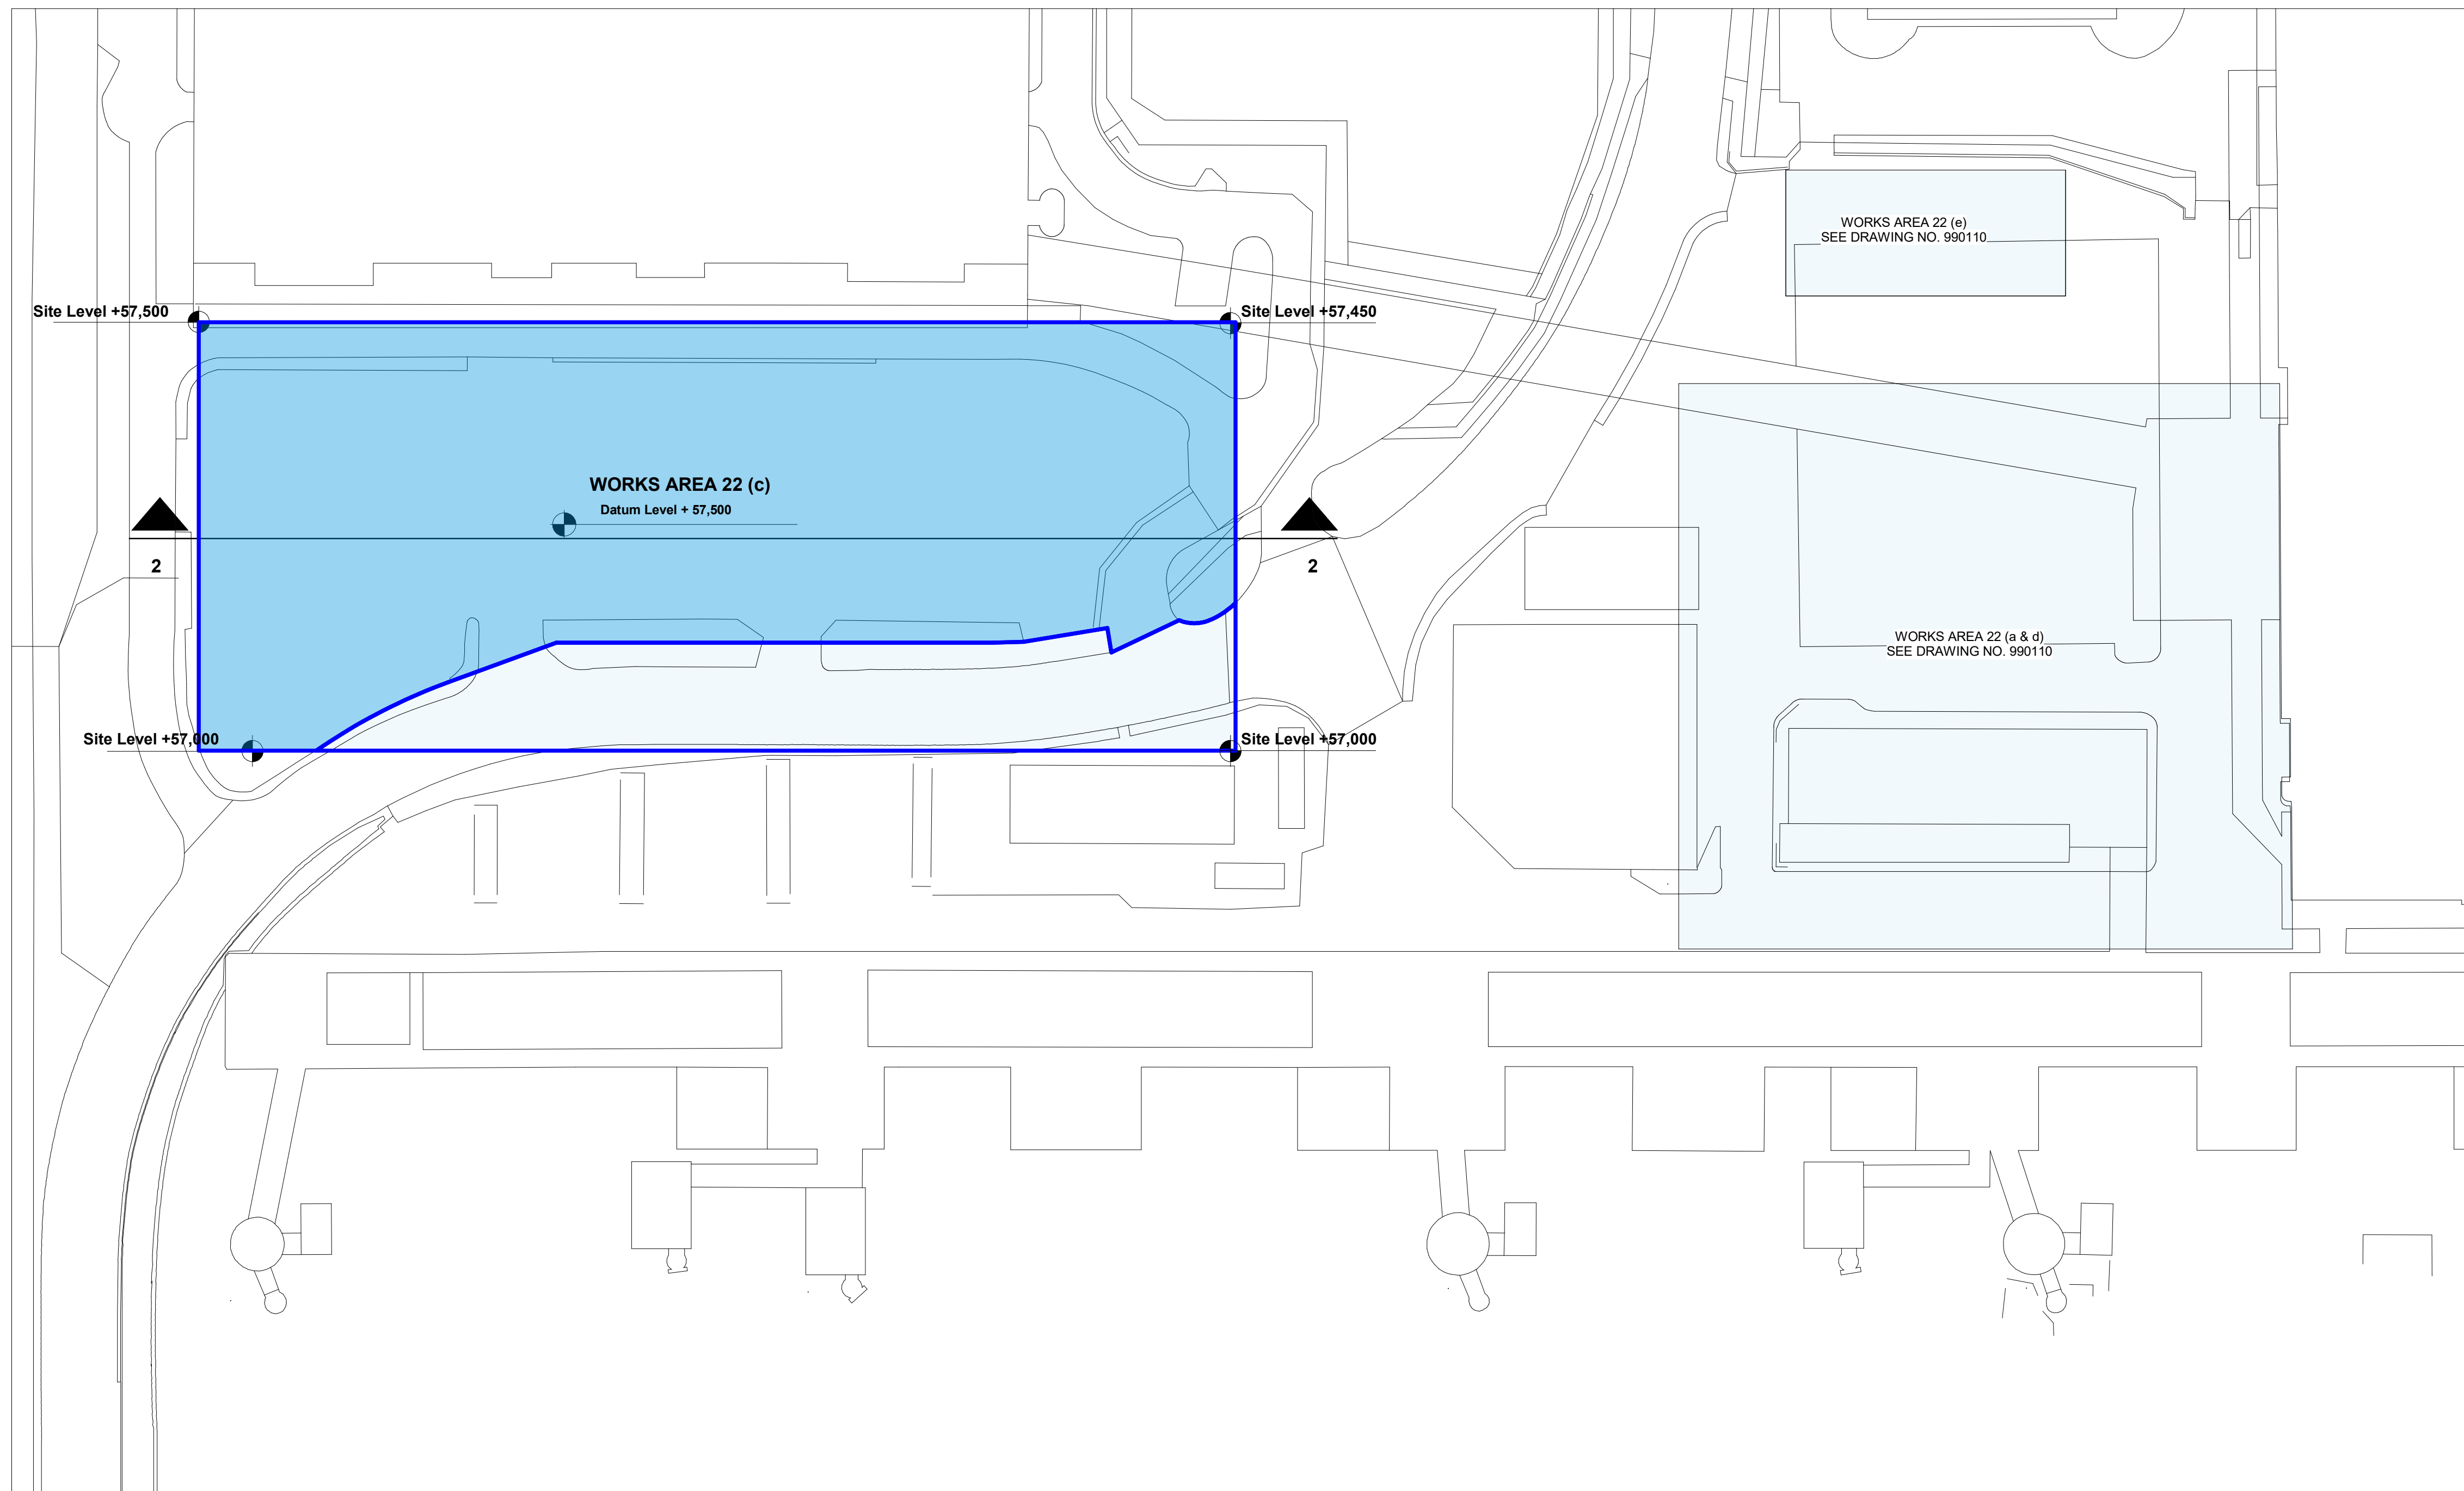 WORKS AREA 22 (e)
SEE DRAWING NO. 990110
Site Level +57,500
Site Level +57,450
WORKS AREA 22 (c)
Datum Level + 57,500
2
2
WORKS AREA 22 (a & d)
SEE DRAWING NO. 990110
Site Level +57,000
Site Level +57,000